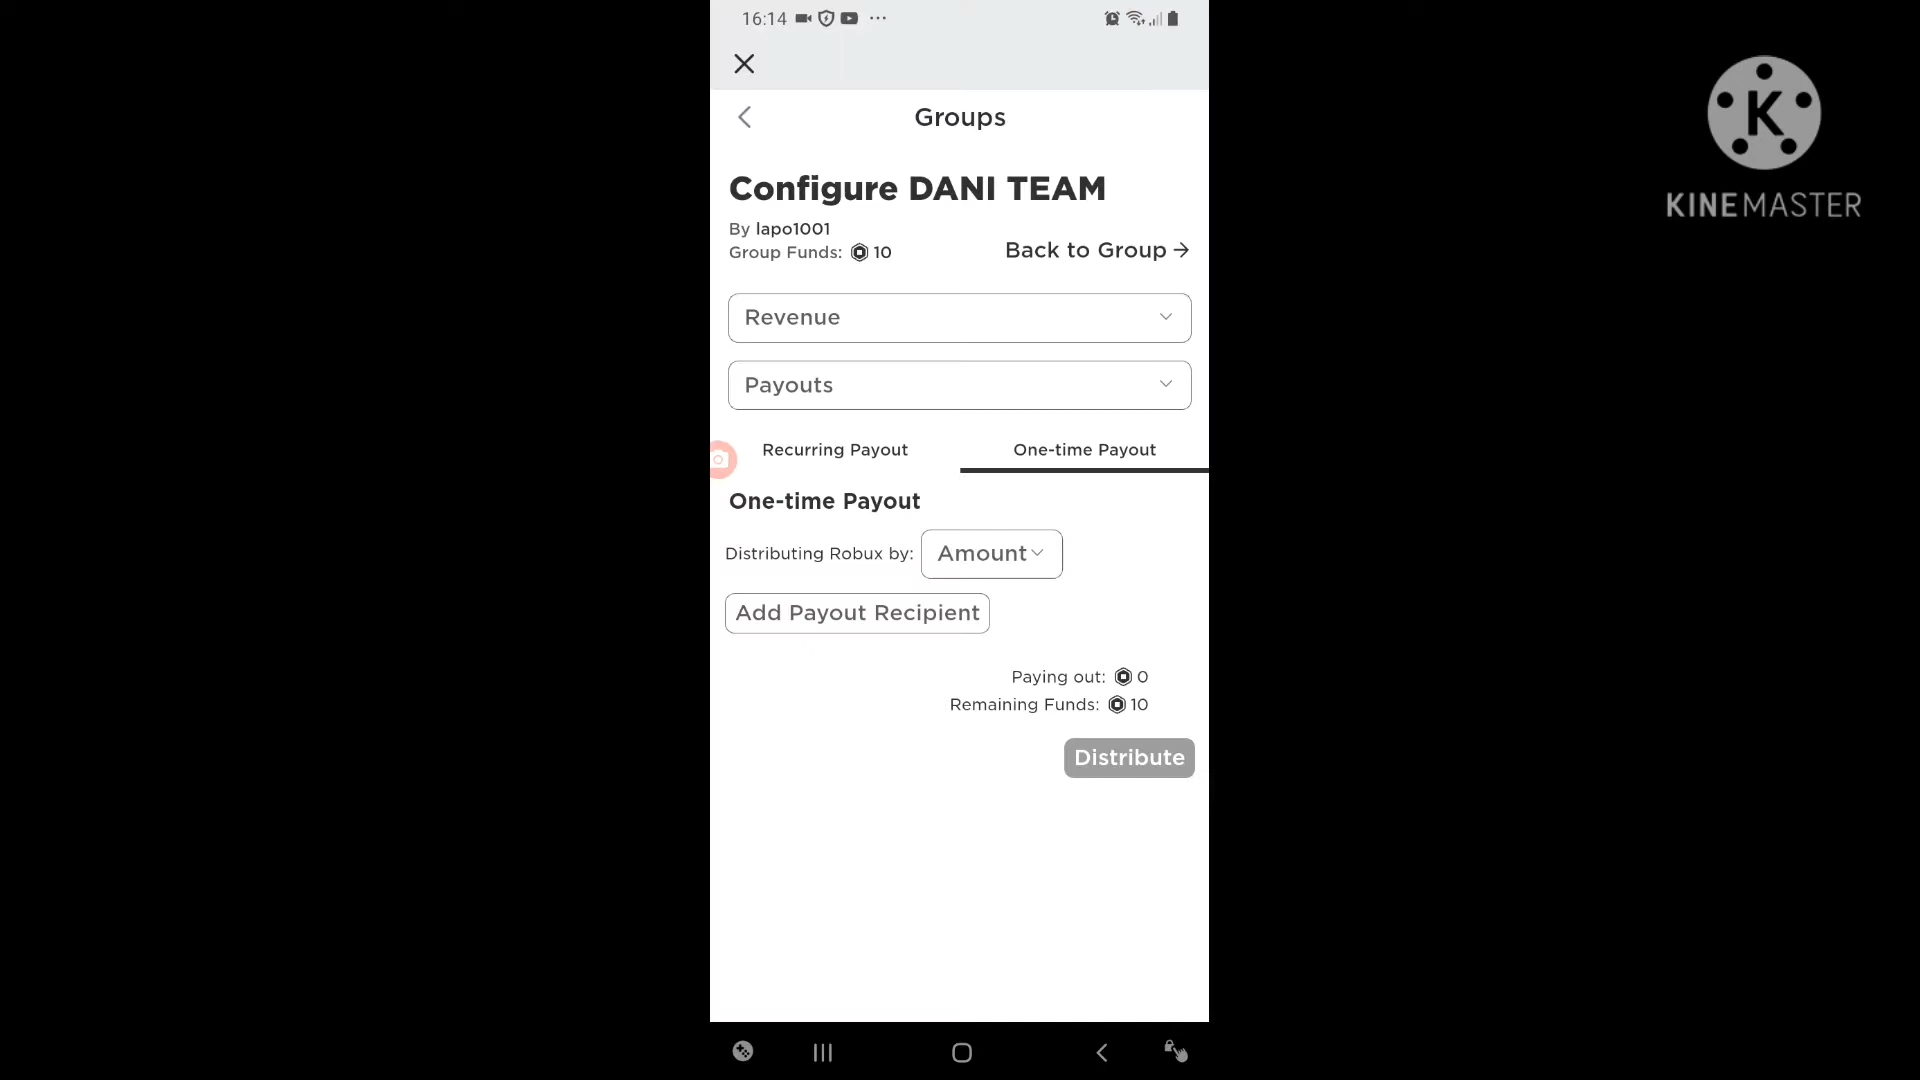 16:14
K
KINEMASTER
Groups
Configure DANI TEAM
By lapo1001
Group Funds: 10
Back to Group →
Revenue
Payouts
Recurring Payout
One-time Payout
One-time Payout
Distributing Robux by: Amount
Add Payout Recipient
Paying out: 0
Remaining Funds: 10
Distribute